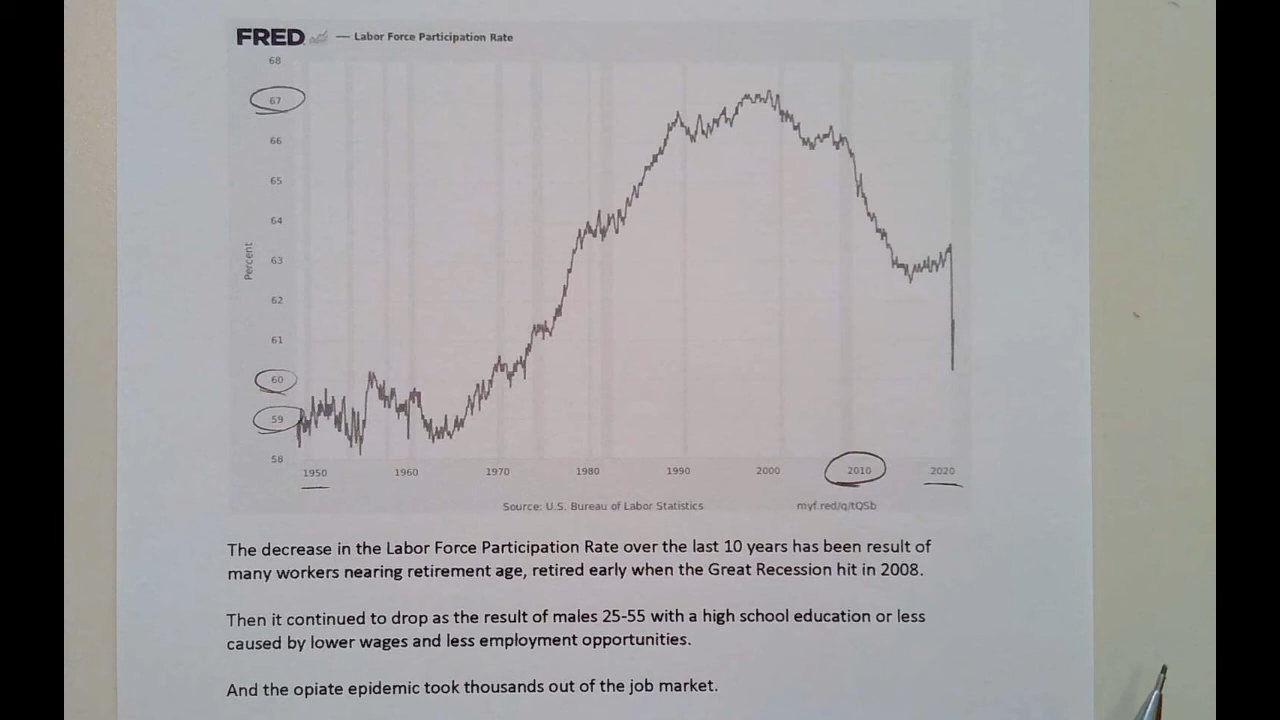 FRED — Labor Force Participation Rate
68
67
66
65
64
63
62
61
60
59
58
Percent
1950 1960 1970 1980 1990 2000 2010 2020
Source: U.S. Bureau of Labor Statistics myf.red/q/tQSb
The decrease in the Labor Force Participation Rate over the last 10 years has been result of
many workers nearing retirement age, retired early when the Great Recession hit in 2008.
Then it continued to drop as the result of males 25-55 with a high school education or less
caused by lower wages and less employment opportunities.
And the opiate epidemic took thousands out of the job market.